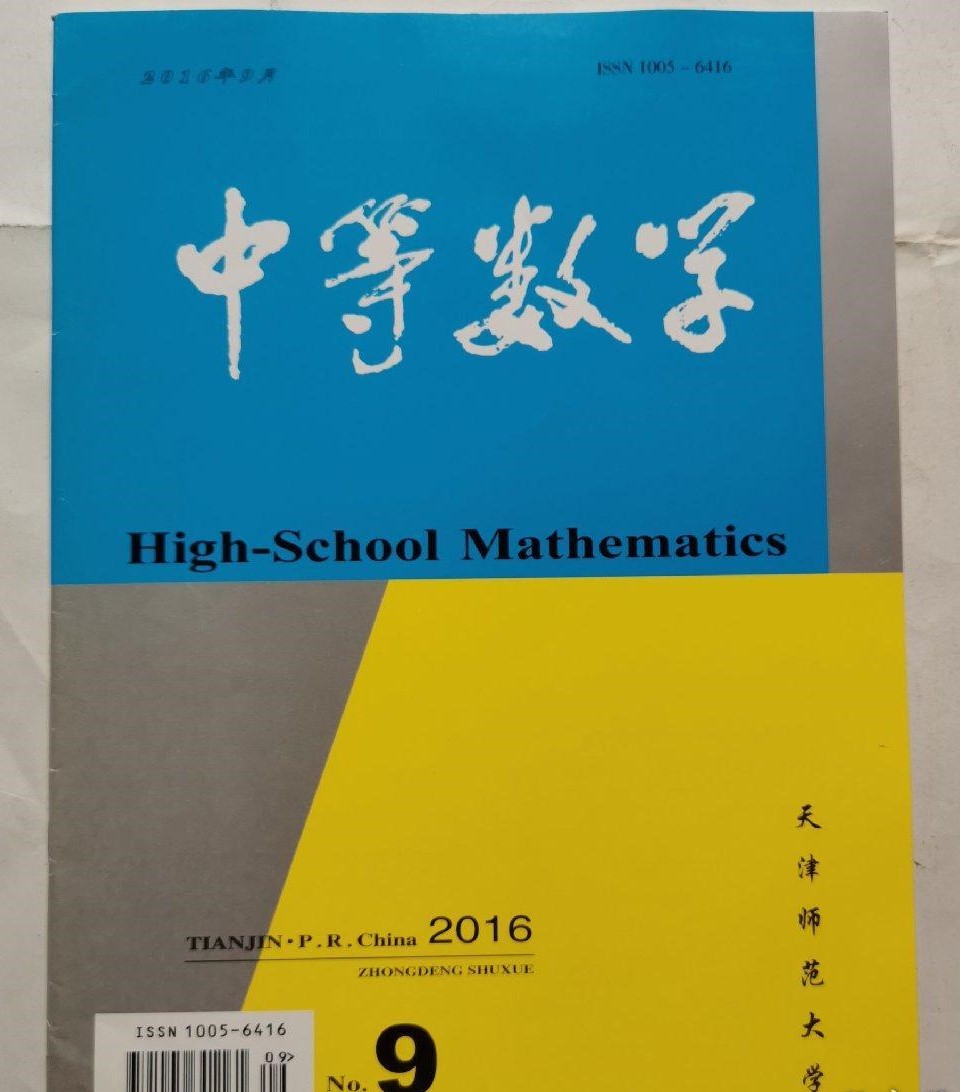 2016年9月
ISSN 1005-6416
中等数学
High-School Mathematics
天津师范大学
TIANJIN·P.R.China 2016
ZHONGDENG SHUXUE
ISSN 1005-6416
09>
No. 9